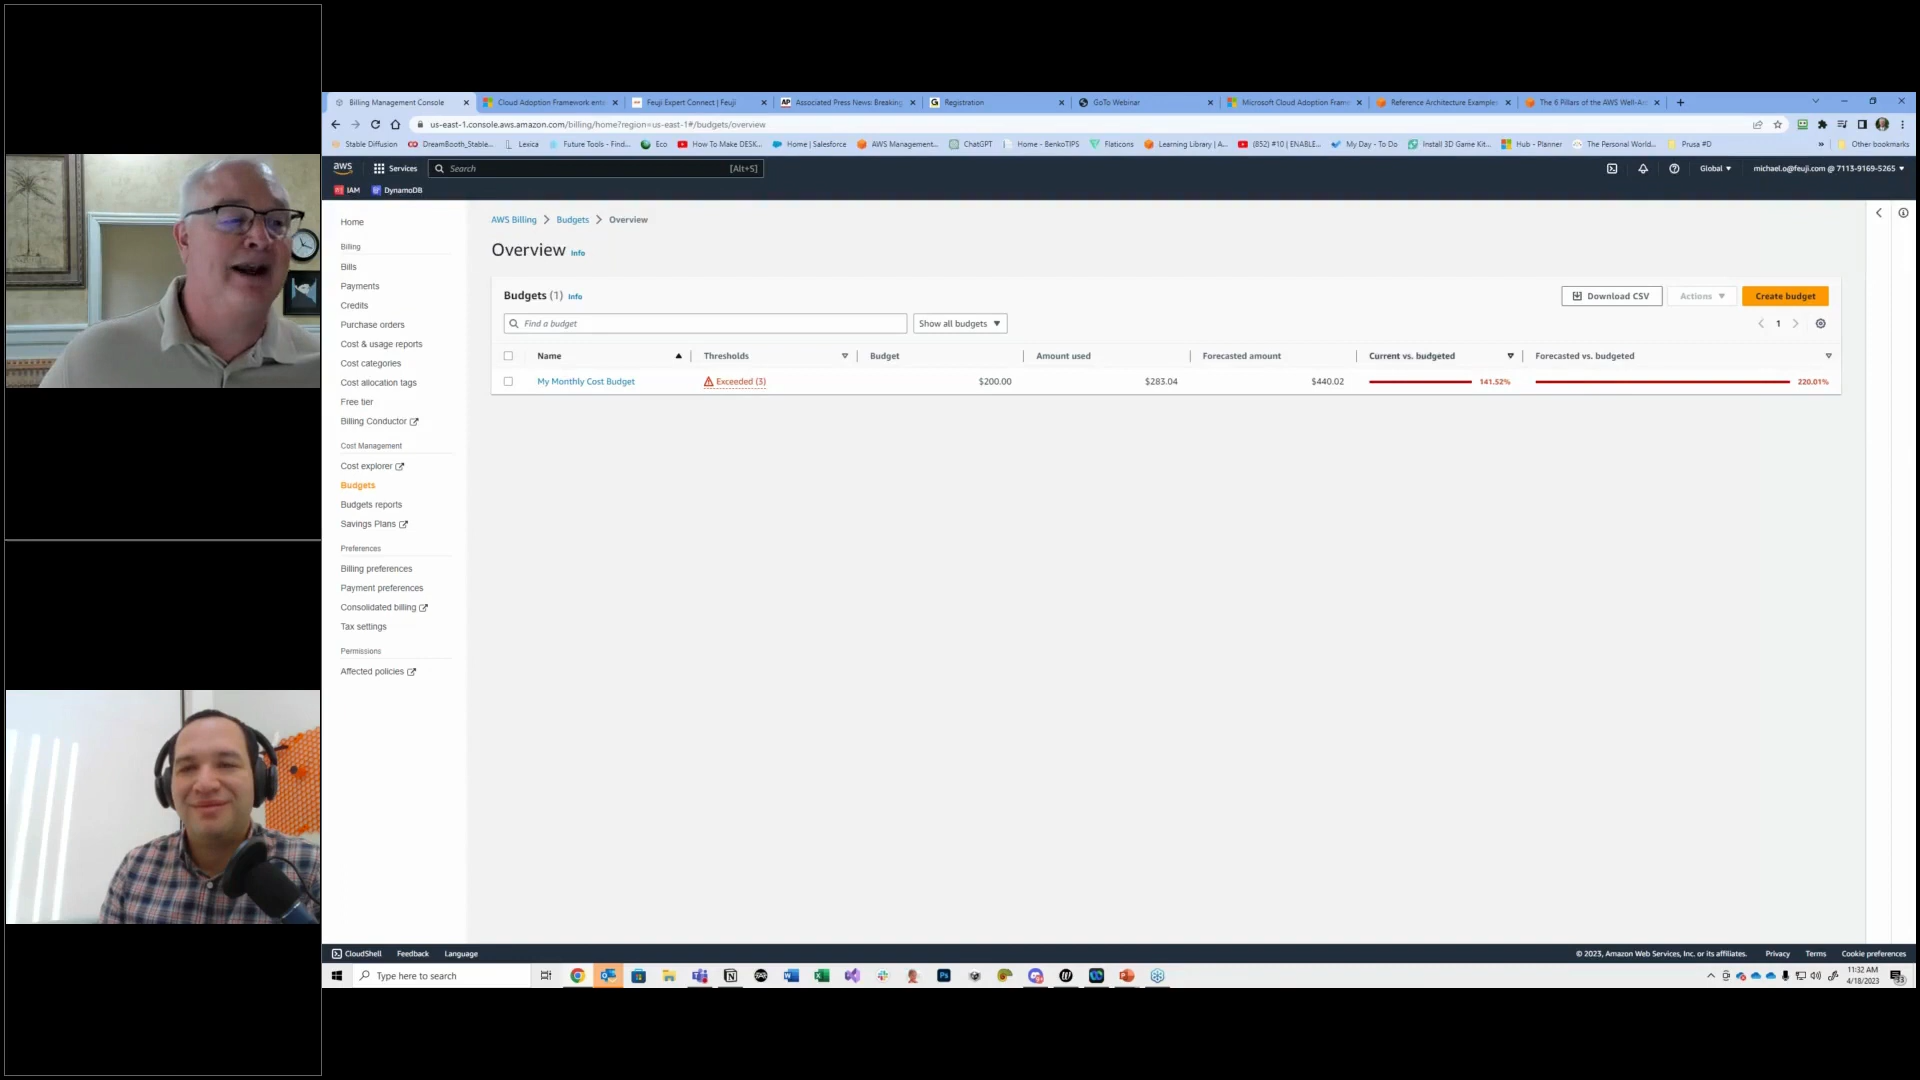 Billing Management Console
Cloud Adoption Framework ente
Feuji Expert Connect | Feuji
Associated Press News: Breaking
Registration
GoTo Webinar
Microsoft Cloud Adoption Fram
Reference Architecture Examples
The 6 Pillars of the AWS Well-Arc
us-east-1.console.aws.amazon.com/billing/home?region=us-east-1#/budgets/overview
Stable Diffusion
DreamBooth_Stable...
Lexica
Future Tools - Find...
Eco
How To Make DESK...
Home | Salesforce
AWS Management...
ChatGPT
Home - BenkoTIPS
Flaticons
Learning Library | A...
(852) #10 | ENABLE...
My Day - To Do
Install 3D Game Kit...
Hub - Planner
The Personal World...
Prusa #D
Other bookmarks
aws
Services
Search
[Alt+S]
Global
michael.o@feuji.com @ 7113-9169-5265
IAM
DynamoDB
Home
Billing
Bills
Payments
Credits
Purchase orders
Cost & usage reports
Cost categories
Cost allocation tags
Free tier
Billing Conductor
Cost Management
Cost explorer
Budgets
Budgets reports
Savings Plans
Preferences
Billing preferences
Payment preferences
Consolidated billing
Tax settings
Permissions
Affected policies
AWS Billing > Budgets > Overview
Overview Info
Budgets (1) Info
Download CSV
Actions
Create budget
Find a budget
Show all budgets
1
Name
Thresholds
Budget
Amount used
Forecasted amount
Current vs. budgeted
Forecasted vs. budgeted
My Monthly Cost Budget
Exceeded (3)
$200.00
$283.04
$440.02
141.52%
220.01%
CloudShell
Feedback
Language
© 2023, Amazon Web Services, Inc. or its affiliates.
Privacy
Terms
Cookie preferences
Type here to search
11:32 AM
4/18/2023